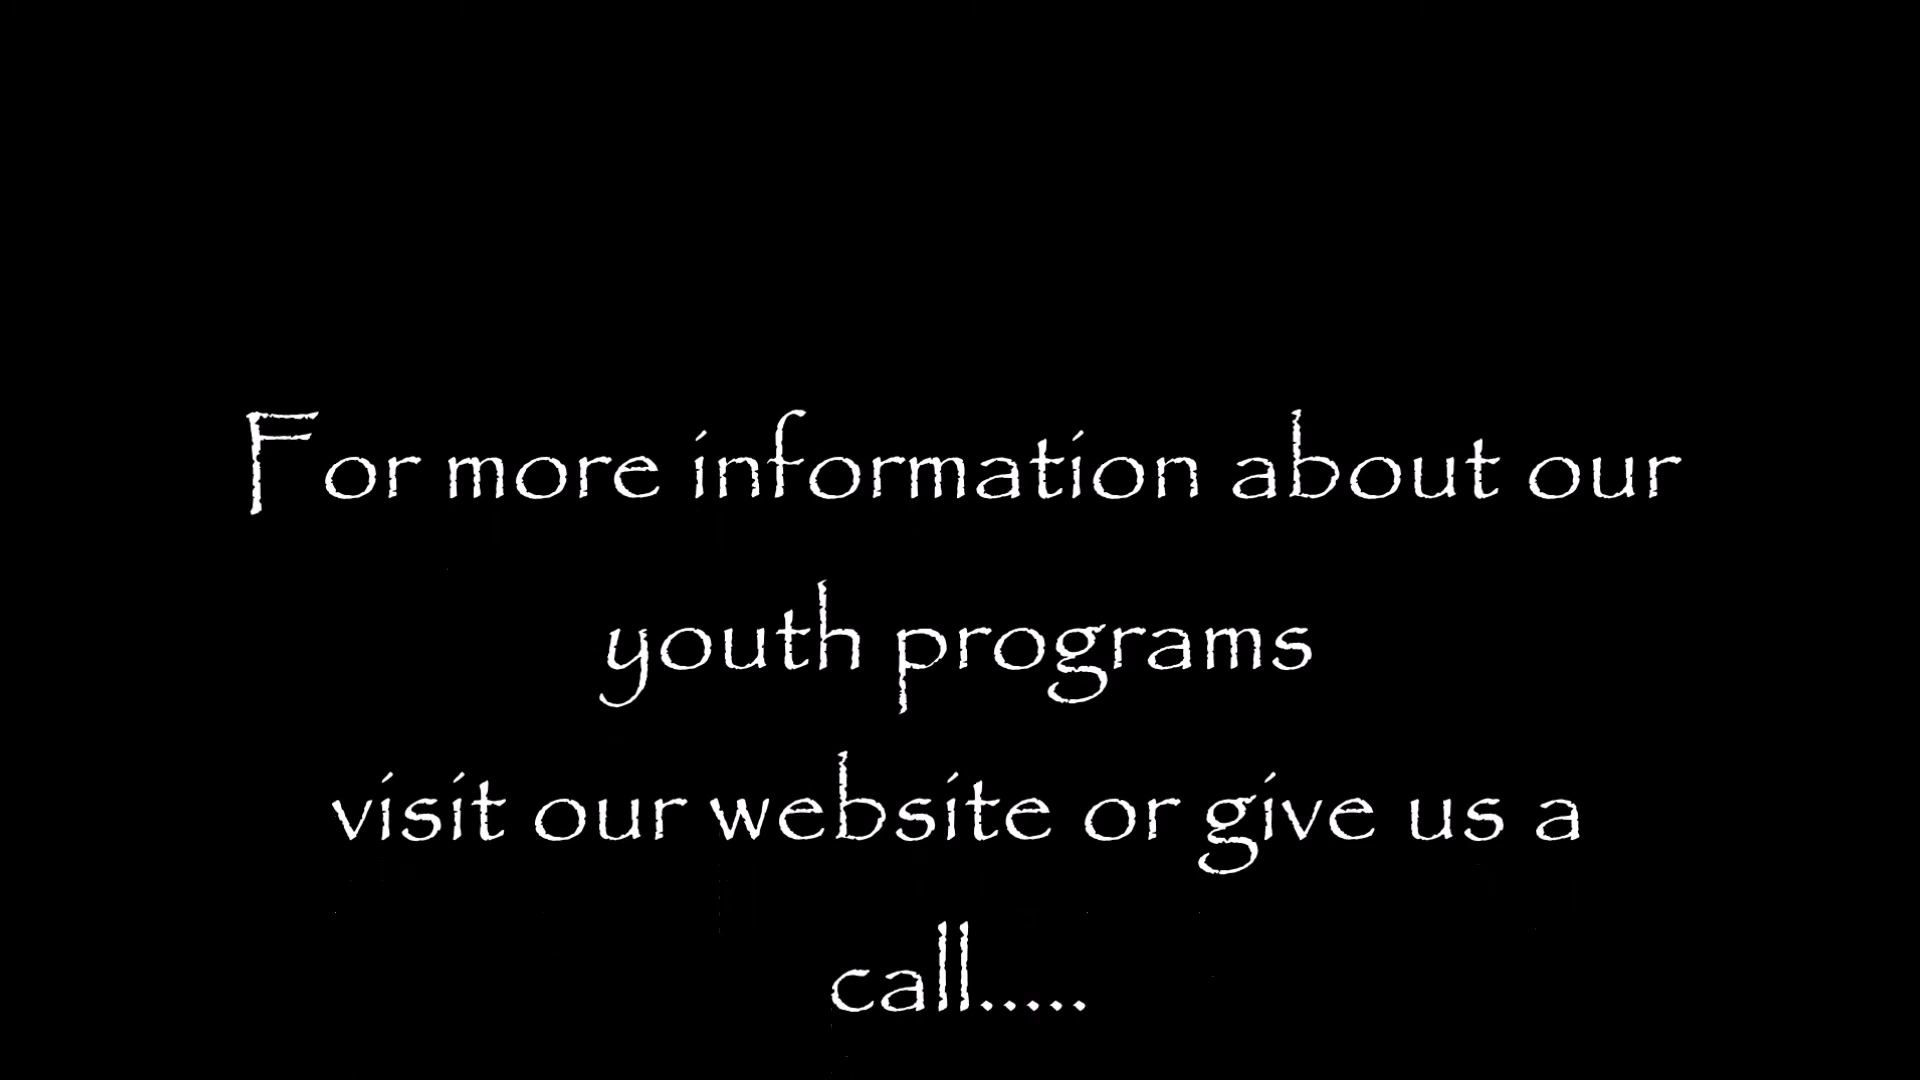 For more information about our
youth programs
visit our website or give us a
call.....